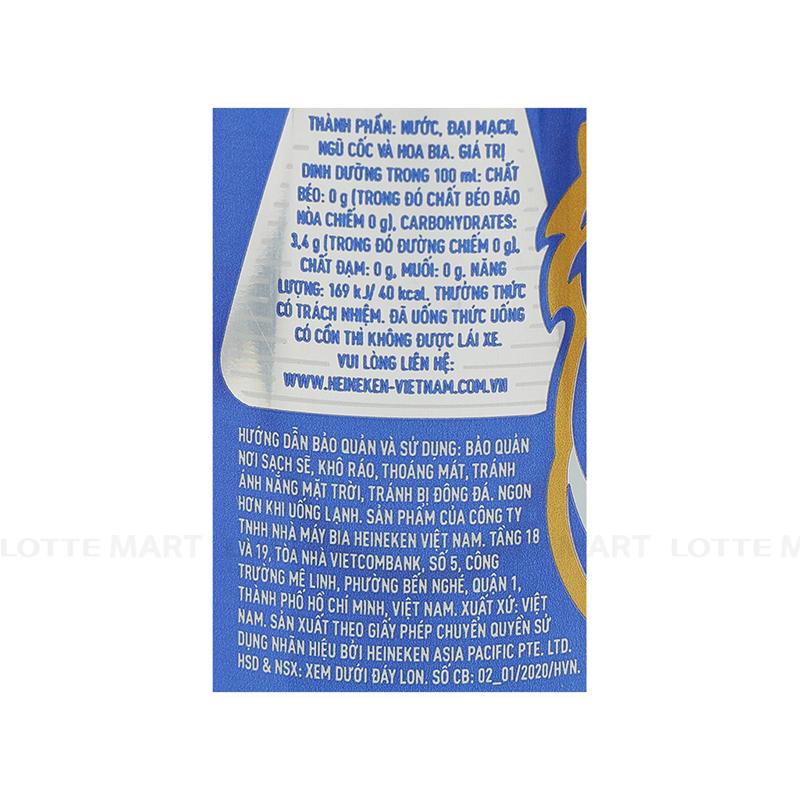 THÀNH PHẦN: NƯỚC, ĐẠI MẠCH,
NGŨ CỐC VÀ HOA BIA. GIÁ TRỊ
DINH DƯỠNG TRONG 100 ml: CHẤT
BÉO: 0 g (TRONG ĐÓ CHẤT BÉO BÃO
HÒA CHIẾM 0 g), CARBOHYDRATES:
3,4 g (TRONG ĐÓ ĐƯỜNG CHIẾM 0 g),
CHẤT ĐẠM: 0 g, MUỐI: 0 g. NĂNG
LƯỢNG: 169 kJ/ 40 kcal. THƯỞNG THỨC
CÓ TRÁCH NHIỆM. ĐÃ UỐNG THỨC UỐNG
CÓ CỒN THÌ KHÔNG ĐƯỢC LÁI XE.
VUI LÒNG LIÊN HỆ:
WWW.HEINEKEN-VIETNAM.COM.VN
HƯỚNG DẪN BẢO QUẢN VÀ SỬ DỤNG: BẢO QUẢN
NƠI SẠCH SẼ, KHÔ RÁO, THOÁNG MÁT, TRÁNH
ÁNH NẮNG MẶT TRỜI, TRÁNH BỊ ĐÔNG ĐÁ. NGON
HƠN KHI UỐNG LẠNH. SẢN PHẨM CỦA CÔNG TY
TNHH NHÀ MÁY BIA HEINEKEN VIỆT NAM. TẦNG 18
VÀ 19, TÒA NHÀ VIETCOMBANK, SỐ 5, CÔNG
TRƯỜNG MÊ LINH, PHƯỜNG BẾN NGHÉ, QUẬN 1,
THÀNH PHỐ HỒ CHÍ MINH, VIỆT NAM. XUẤT XỨ: VIỆT
NAM. SẢN XUẤT THEO GIẤY PHÉP CHUYỂN QUYỀN SỬ
DỤNG NHÃN HIỆU BỞI HEINEKEN ASIA PACIFIC PTE. LTD.
HSD & NSX: XEM DƯỚI ĐÁY LON. SỐ CB: 02_01/2020/HVN.
LOTTE MART LOTTE MART